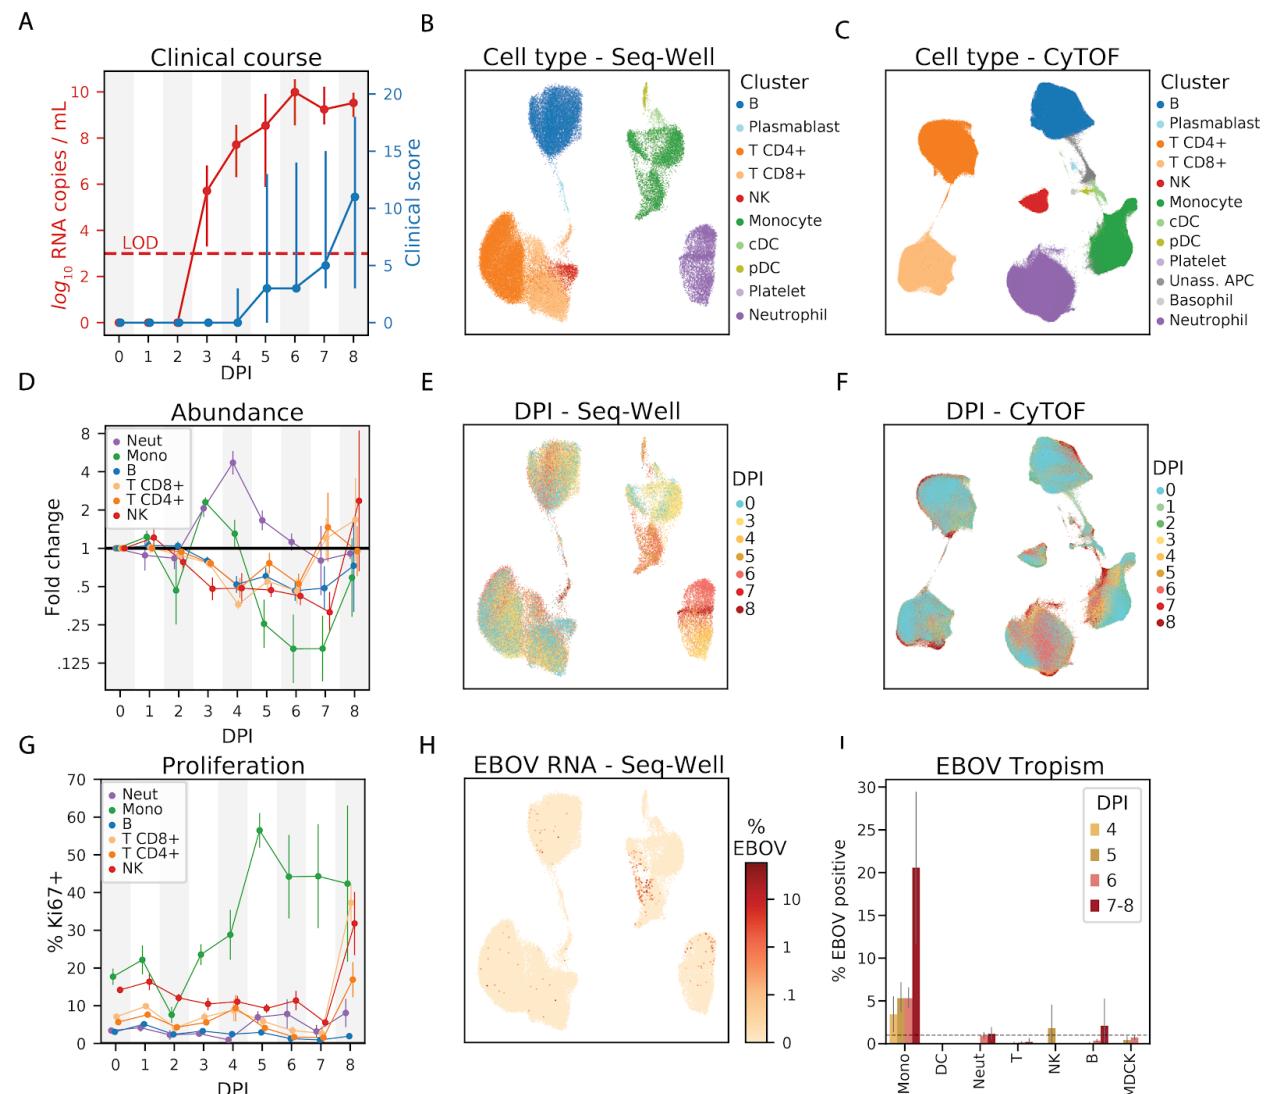 A
Clinical course
log10 RNA copies / mL
10
8
6
4
2
0
LOD
20
15
10
5
0
Clinical score
0 1 2 3 4 5 6 7 8
DPI
B
Cell type - Seq-Well
Cluster
B
Plasmablast
T CD4+
T CD8+
NK
Monocyte
cDC
pDC
Platelet
Neutrophil
C
Cell type - CyTOF
Cluster
B
Plasmablast
T CD4+
T CD8+
NK
Monocyte
cDC
pDC
Platelet
Unass. APC
Basophil
Neutrophil
D
Abundance
Fold change
8
4
2
1
.5
.25
.125
Neut
Mono
B
T CD8+
T CD4+
NK
0 1 2 3 4 5 6 7 8
DPI
E
DPI - Seq-Well
DPI
0
3
4
5
6
7
8
F
DPI - CyTOF
DPI
0
1
2
3
4
5
6
7
8
G
Proliferation
% Ki67+
70
60
50
40
30
20
10
0
Neut
Mono
B
T CD8+
T CD4+
NK
0 1 2 3 4 5 6 7 8
DPI
H
EBOV RNA - Seq-Well
%
EBOV
10
1
.1
0
I
EBOV Tropism
% EBOV positive
30
25
20
15
10
5
0
DPI
4
5
6
7-8
Mono
DC
Neut
T
NK
B
MDCK